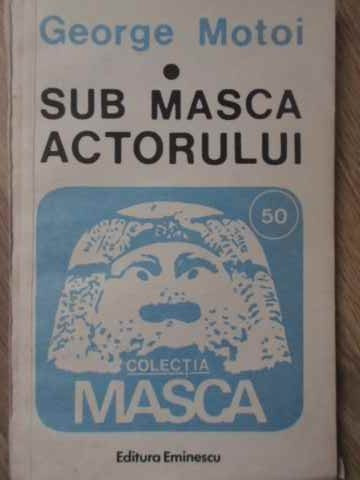 George Motoi
SUB MASCA
ACTORULUI
50
COLECȚIA
MASCA
Editura Eminescu